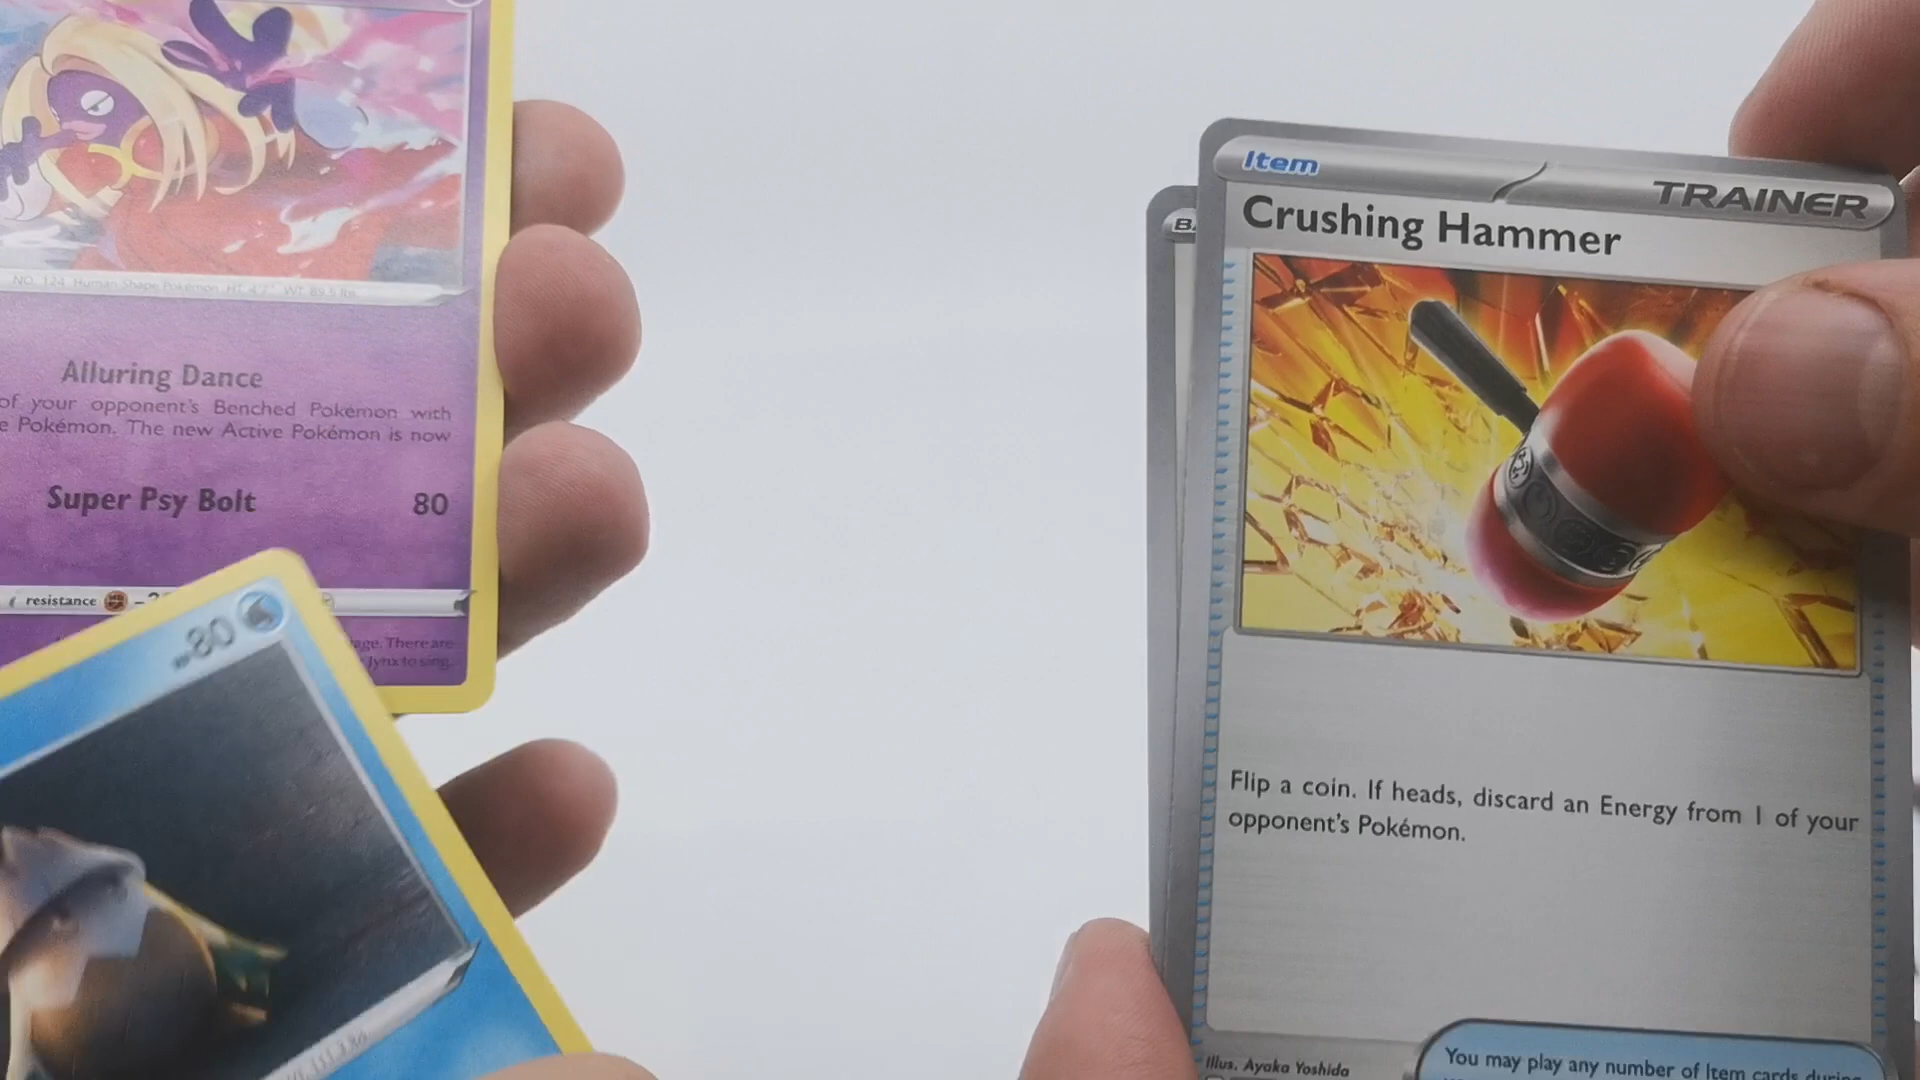 NO. 124 Human Shape Pokémon HT: 4'7" WT: 89.5 lbs.
Alluring Dance
of your opponent's Benched Pokémon with
e Pokémon. The new Active Pokémon is now
Super Psy Bolt 80
resistance
age. There are
Jynx to sing.
HP 80
Item
TRAINER
Crushing Hammer
Flip a coin. If heads, discard an Energy from 1 of your
opponent's Pokémon.
Illus. Ayaka Yoshida
You may play any number of Item cards during